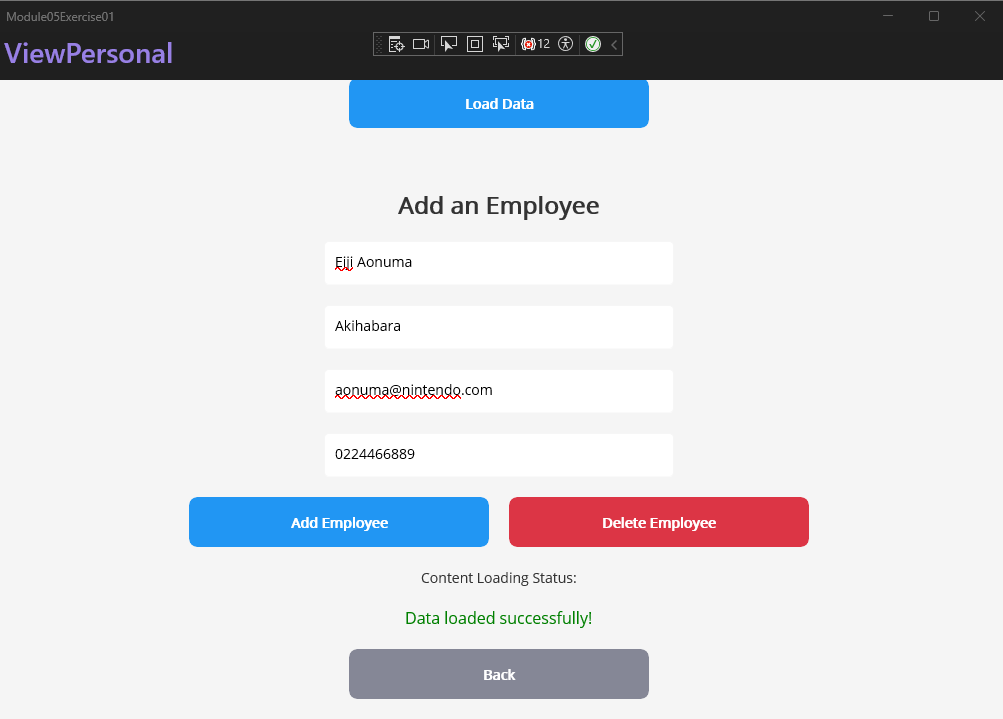 Module05Exercise01
ViewPersonal
12
Load Data
Add an Employee
Eiji Aonuma
Akihabara
aonuma@nintendo.com
0224466889
Add Employee
Delete Employee
Content Loading Status:
Data loaded successfully!
Back